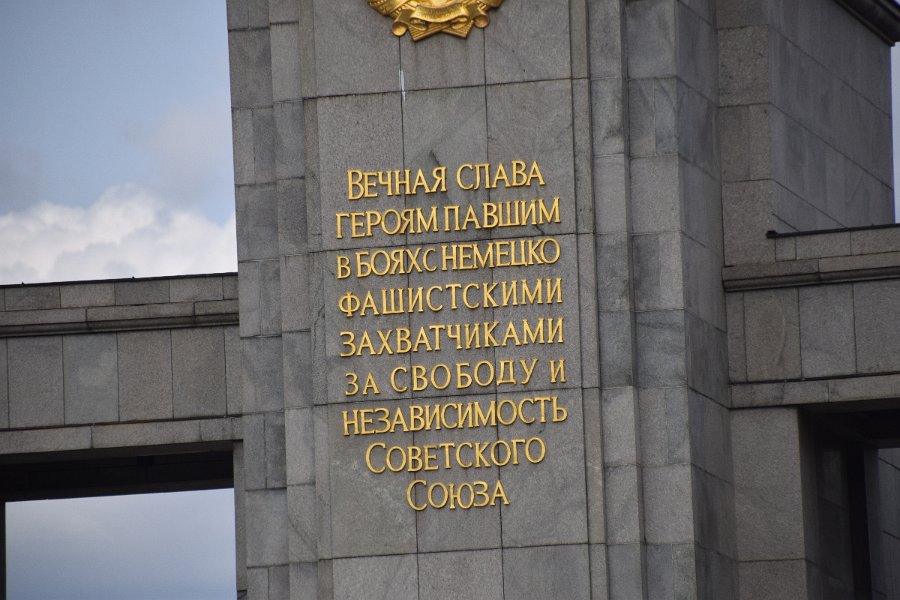 ВЕЧНАЯ СЛАВА
ГЕРОЯМ ПАВШИМ
В БОЯХ С НЕМЕЦКО
ФАШИСТСКИМИ
ЗАХВАТЧИКАМИ
ЗА СВОБОДУ И
НЕЗАВИСИМОСТЬ
СОВЕТСКОГО
СОЮЗА